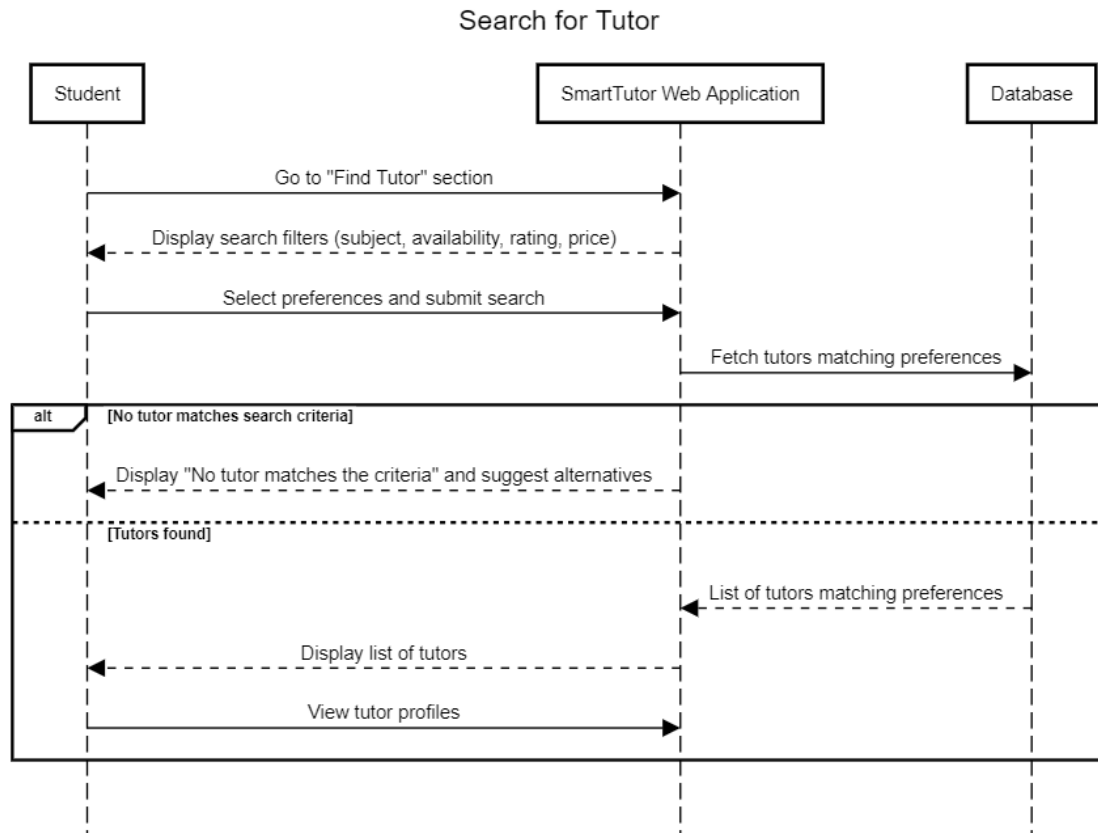 Search for Tutor
Student
SmartTutor Web Application
Database
Go to "Find Tutor" section
Display search filters (subject, availability, rating, price)
Select preferences and submit search
Fetch tutors matching preferences
alt
[No tutor matches search criteria]
Display "No tutor matches the criteria" and suggest alternatives
[Tutors found]
List of tutors matching preferences
Display list of tutors
View tutor profiles